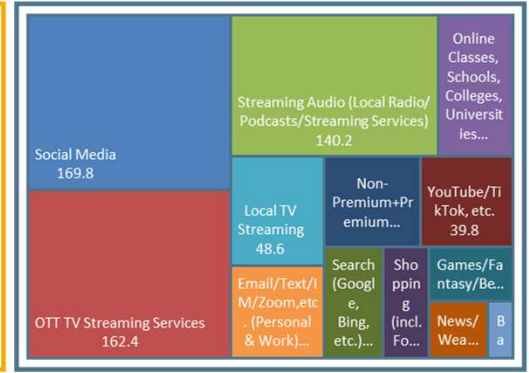 Social Media
169.8
OTT TV Streaming Services
162.4
Streaming Audio (Local Radio/
Podcasts/Streaming Services)
140.2
Online
Classes,
Schools,
Colleges,
Universit
ies...
Local TV
Streaming
48.6
Non-
Premium+Pr
emium...
YouTube/Ti
kTok, etc.
39.8
Email/Text/I
M/Zoom,etc
. (Personal
& Work)...
Search
(Googl
e,
Bing,
etc.)...
Sho
ppin
g
(incl.
Fo...
Games/Fa
ntasy/Be...
News/
Wea...
B
a